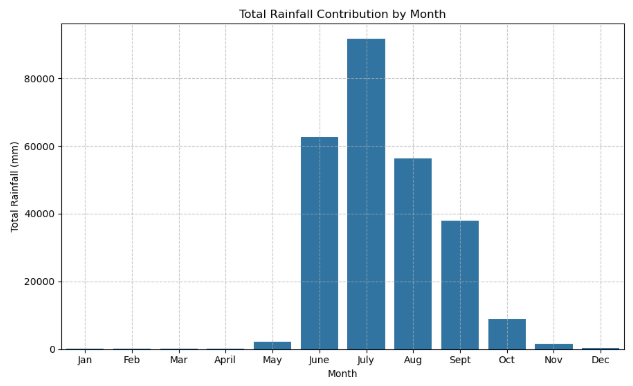 Total Rainfall Contribution by Month
Total Rainfall (mm)
80000
60000
40000
20000
0
Jan Feb Mar April May June July Aug Sept Oct Nov Dec
Month